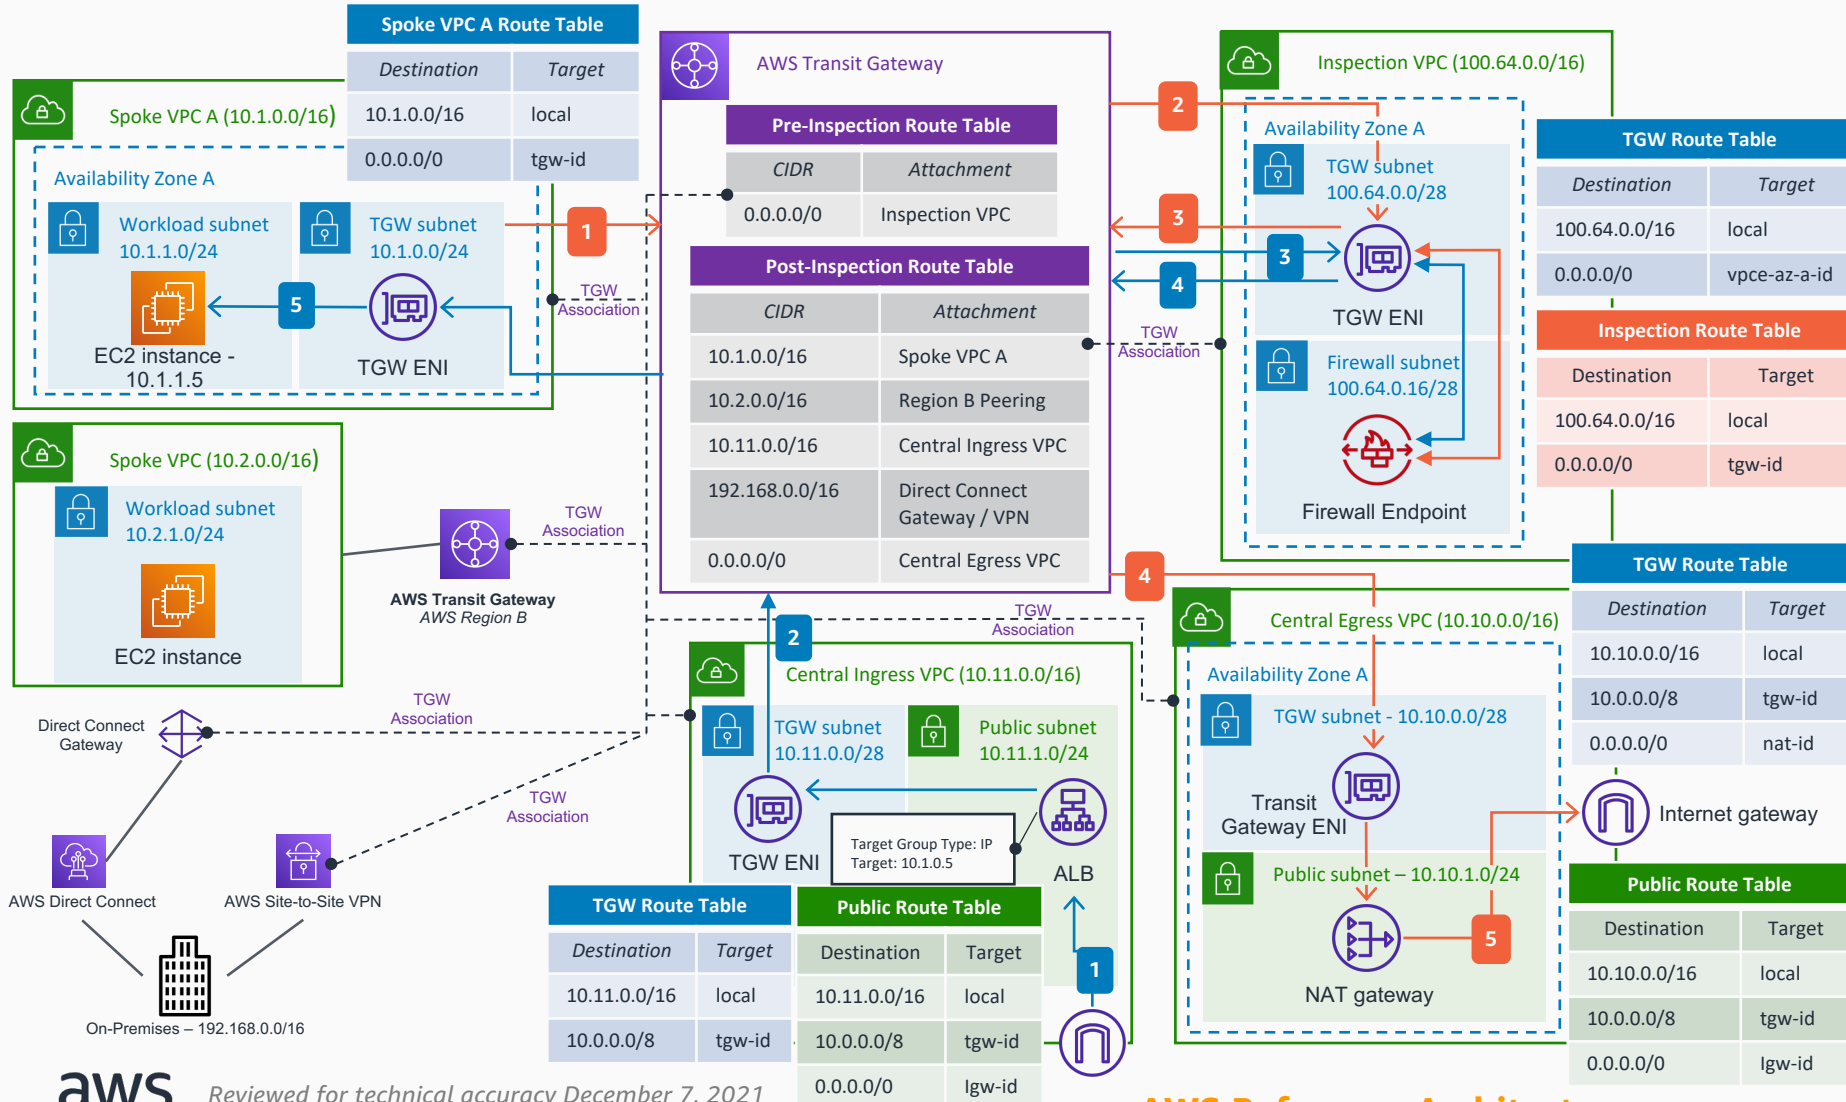 Spoke VPC A Route Table
Destination Target
10.1.0.0/16 local
0.0.0.0/0 tgw-id
Spoke VPC A (10.1.0.0/16)
Availability Zone A
Workload subnet
10.1.1.0/24
TGW subnet
10.1.0.0/24
1
5
EC2 instance -
10.1.1.5
TGW ENI
TGW
Association
AWS Transit Gateway
Pre-Inspection Route Table
CIDR Attachment
0.0.0.0/0 Inspection VPC
Post-Inspection Route Table
CIDR Attachment
10.1.0.0/16 Spoke VPC A
10.2.0.0/16 Region B Peering
10.11.0.0/16 Central Ingress VPC
192.168.0.0/16 Direct Connect
Gateway / VPN
0.0.0.0/0 Central Egress VPC
2
3
3
4
TGW
Association
Inspection VPC (100.64.0.0/16)
Availability Zone A
TGW subnet
100.64.0.0/28
TGW ENI
Firewall subnet
100.64.0.16/28
Firewall Endpoint
TGW Route Table
Destination Target
100.64.0.0/16 local
0.0.0.0/0 vpce-az-a-id
Inspection Route Table
Destination Target
100.64.0.0/16 local
0.0.0.0/0 tgw-id
Spoke VPC (10.2.0.0/16)
Workload subnet
10.2.1.0/24
EC2 instance
TGW
Association
AWS Transit Gateway
AWS Region B
Direct Connect
Gateway
TGW
Association
TGW
Association
AWS Direct Connect
AWS Site-to-Site VPN
On-Premises – 192.168.0.0/16
2
TGW
Association
4
Central Ingress VPC (10.11.0.0/16)
TGW subnet
10.11.0.0/28
Public subnet
10.11.1.0/24
TGW ENI
Target Group Type: IP
Target: 10.1.0.5
ALB
1
TGW Route Table
Destination Target
10.11.0.0/16 local
10.0.0.0/8 tgw-id
Public Route Table
Destination Target
10.11.0.0/16 local
10.0.0.0/8 tgw-id
0.0.0.0/0 Igw-id
Central Egress VPC (10.10.0.0/16)
Availability Zone A
TGW subnet - 10.10.0.0/28
Transit
Gateway ENI
Public subnet – 10.10.1.0/24
NAT gateway
5
TGW Route Table
Destination Target
10.10.0.0/16 local
10.0.0.0/8 tgw-id
0.0.0.0/0 nat-id
Internet gateway
Public Route Table
Destination Target
10.10.0.0/16 local
10.0.0.0/8 tgw-id
0.0.0.0/0 Igw-id
aws
Reviewed for technical accuracy December 7, 2021
AWS Reference Architecture